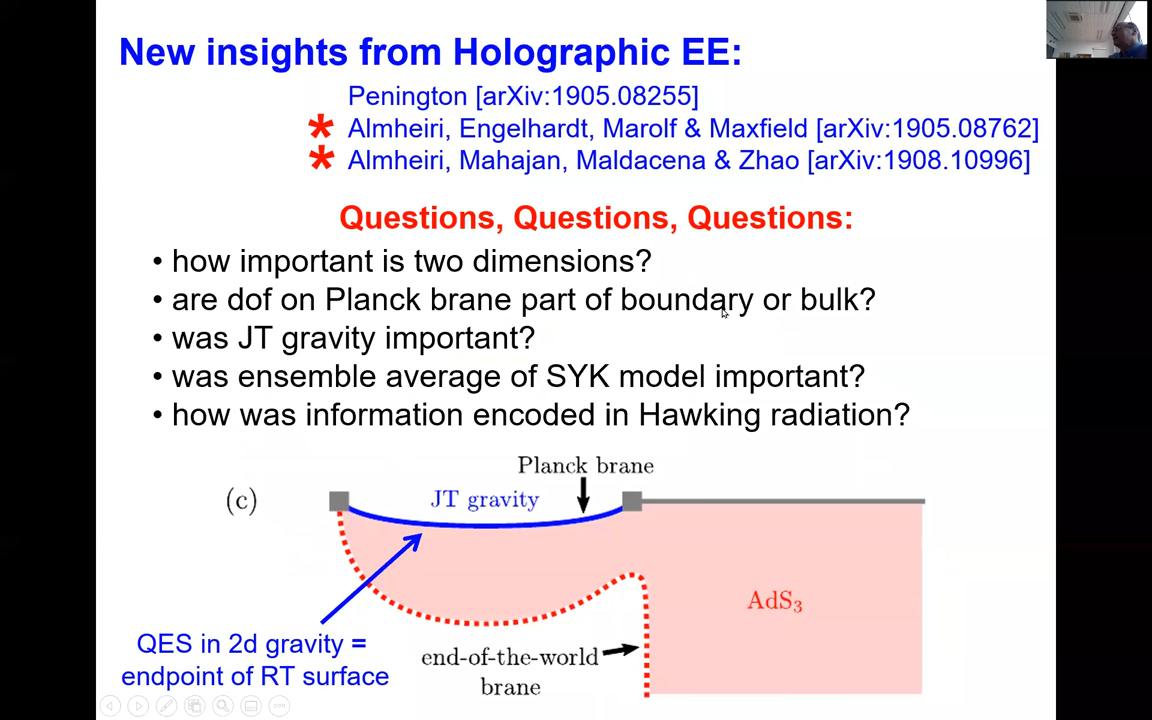 New insights from Holographic EE:
Penington [arXiv:1905.08255]
* Almheiri, Engelhardt, Marolf & Maxfield [arXiv:1905.08762]
* Almheiri, Mahajan, Maldacena & Zhao [arXiv:1908.10996]
Questions, Questions, Questions:
• how important is two dimensions?
• are dof on Planck brane part of boundary or bulk?
• was JT gravity important?
• was ensemble average of SYK model important?
• how was information encoded in Hawking radiation?
Planck brane
(c)
JT gravity
AdS₃
QES in 2d gravity =
endpoint of RT surface
end-of-the-world
brane